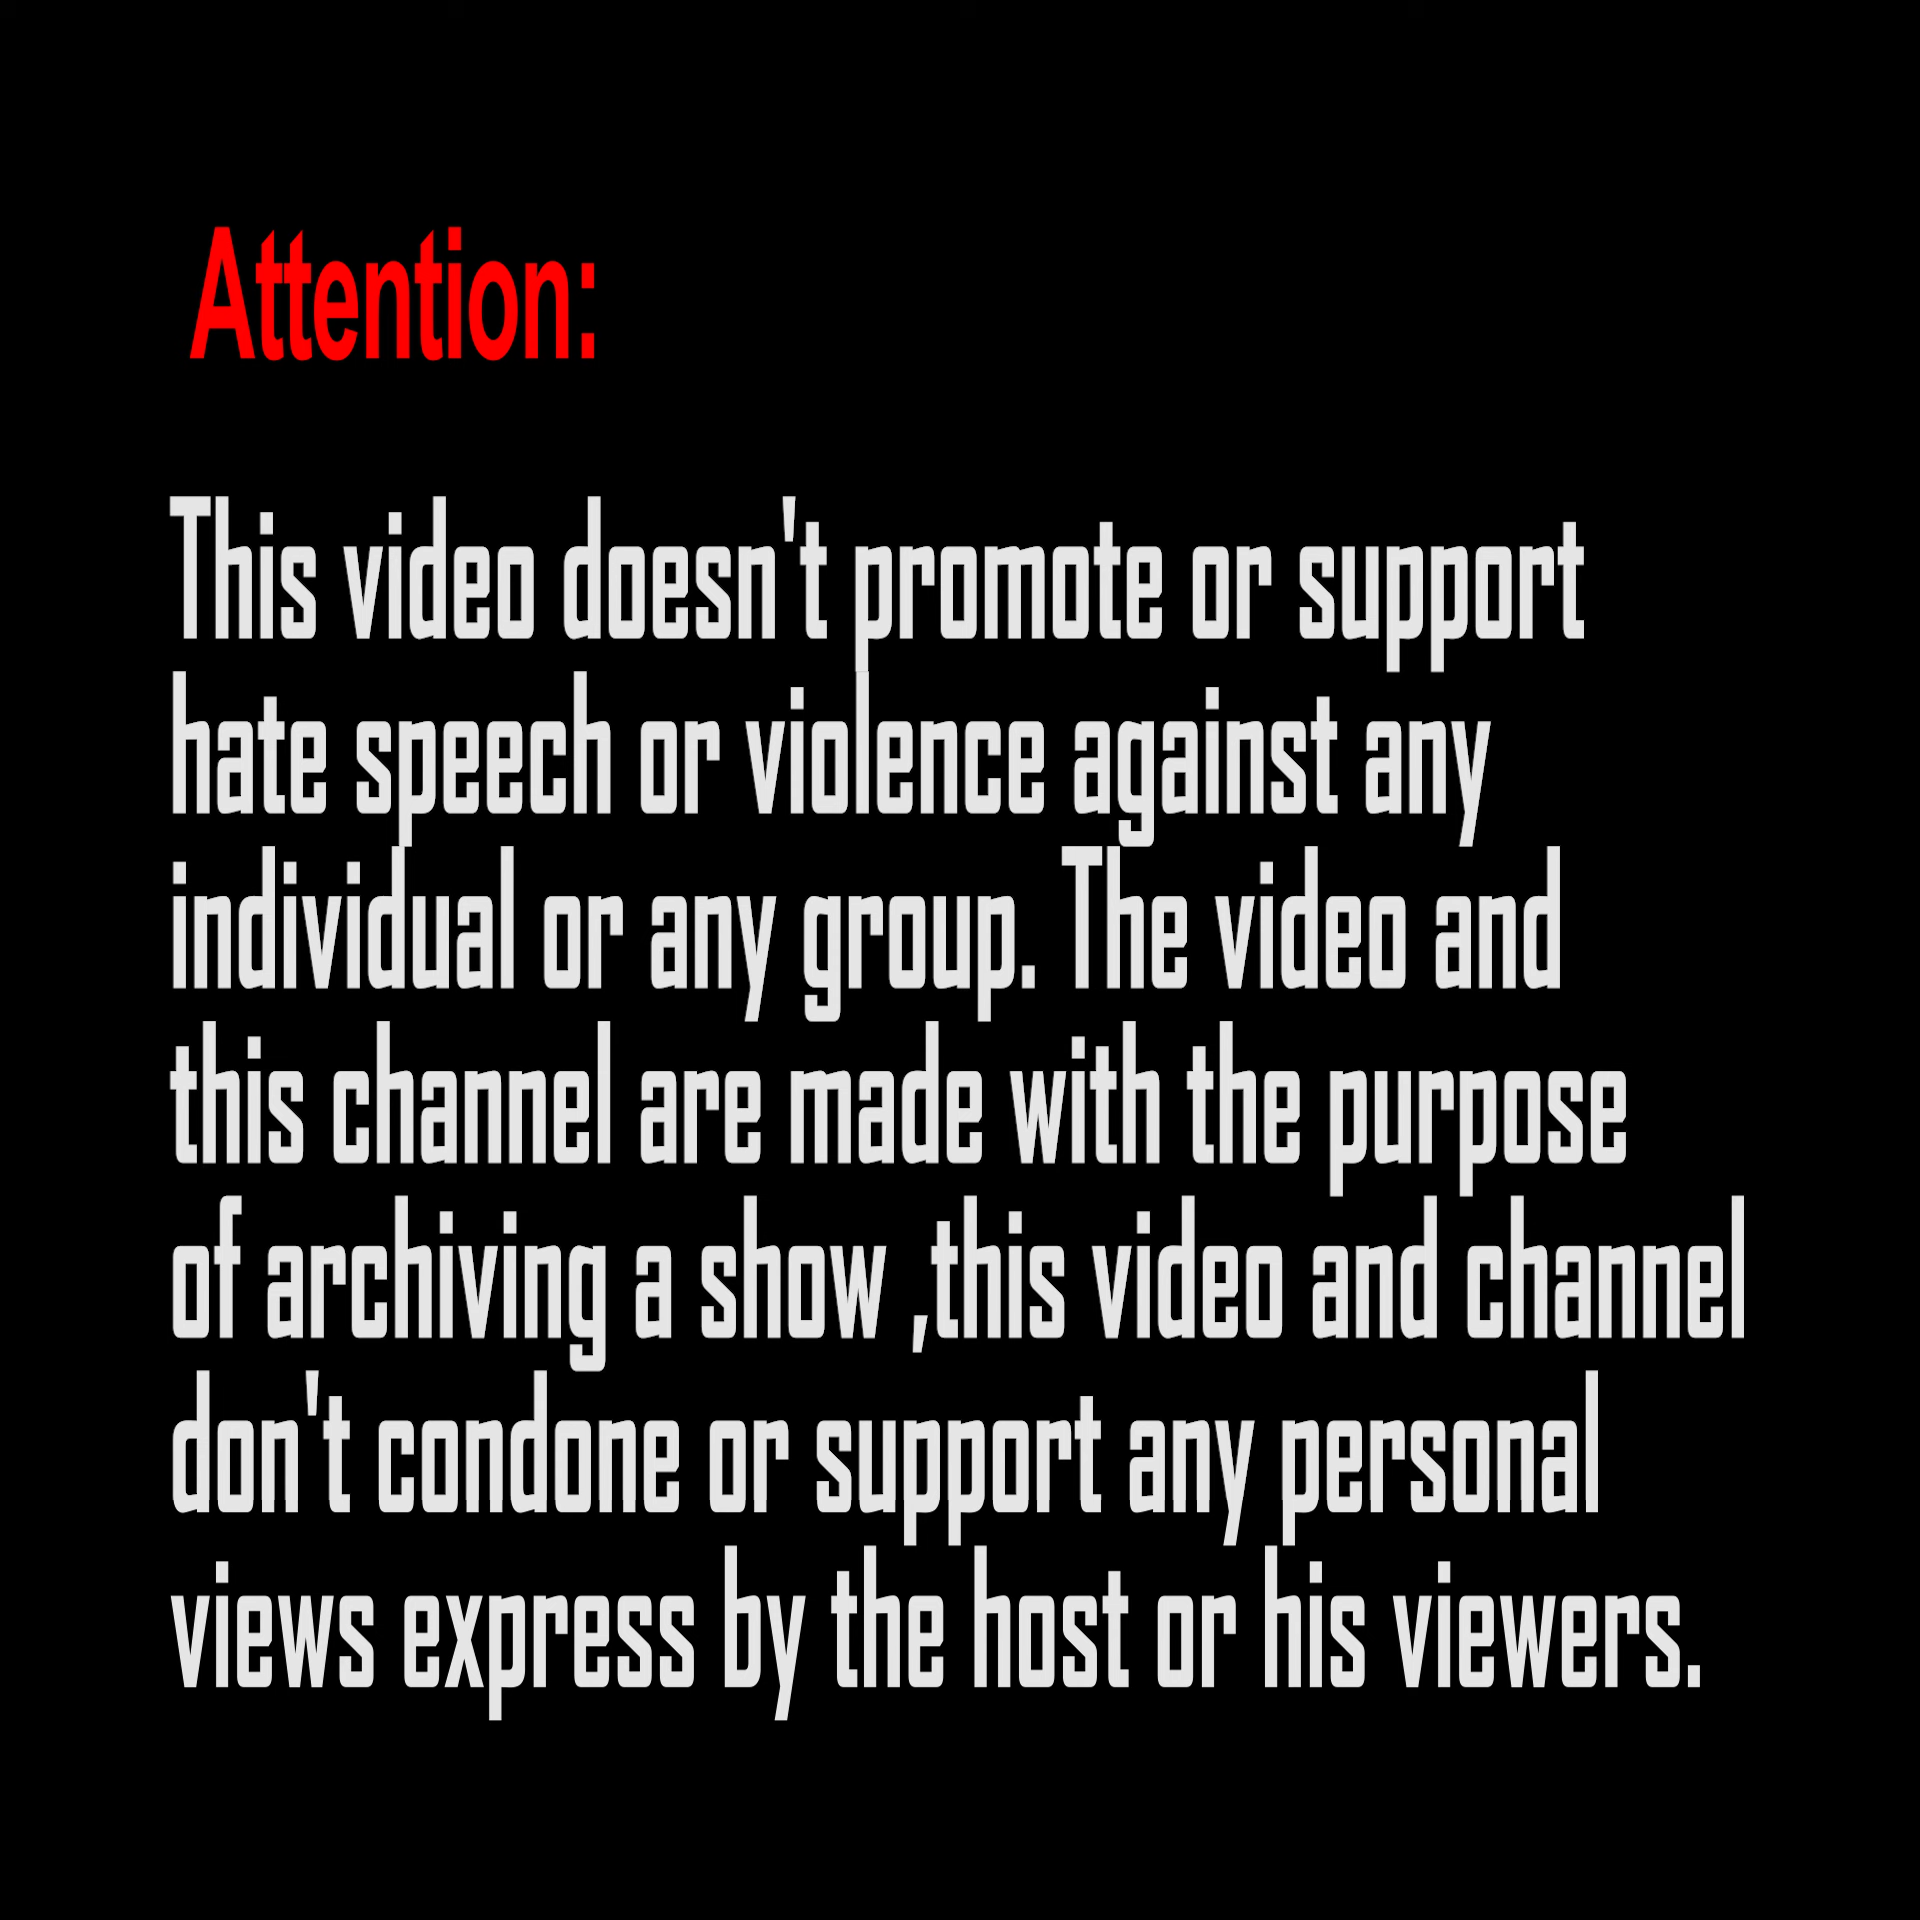 Attention:
This video doesn't promote or support
hate speech or violence against any
individual or any group. The video and
this channel are made with the purpose
of archiving a show ,this video and channel
don't condone or support any personal
views express by the host or his viewers.